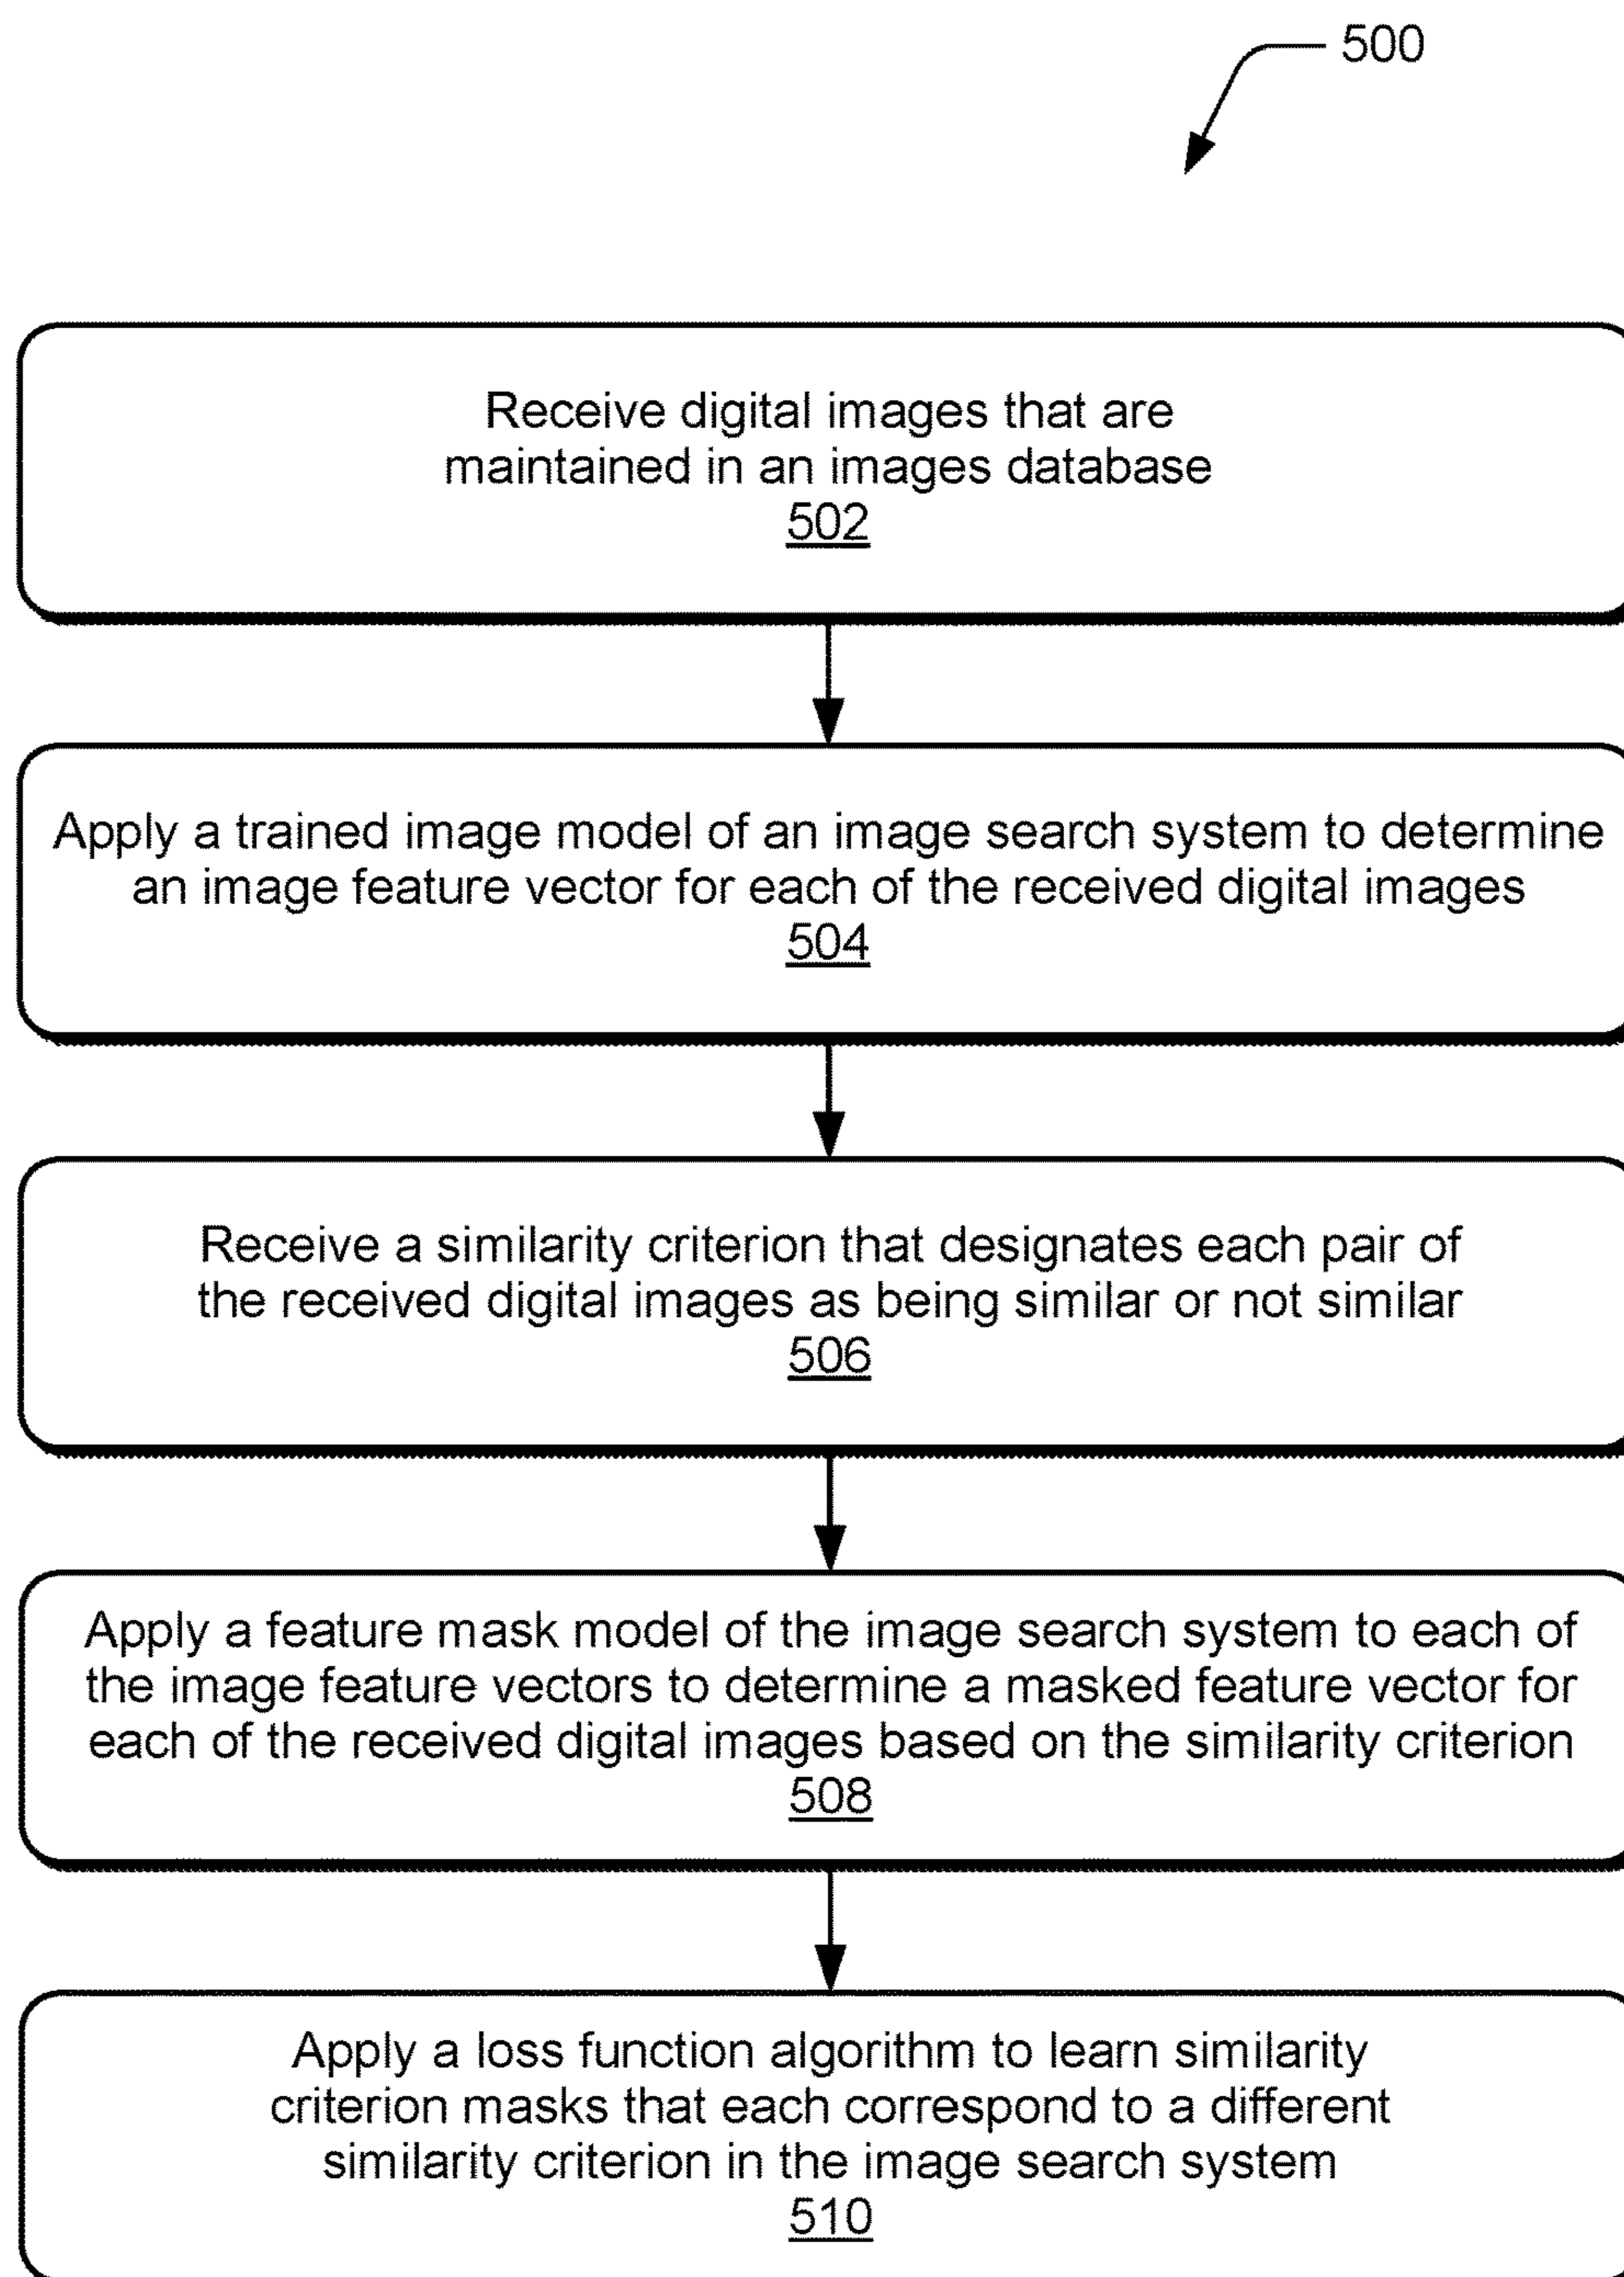 500
Receive digital images that are
maintained in an images database
502
Apply a trained image model of an image search system to determine
an image feature vector for each of the received digital images
504
Receive a similarity criterion that designates each pair of
the received digital images as being similar or not similar
506
Apply a feature mask model of the image search system to each of
the image feature vectors to determine a masked feature vector for
each of the received digital images based on the similarity criterion
508
Apply a loss function algorithm to learn similarity
criterion masks that each correspond to a different
similarity criterion in the image search system
510